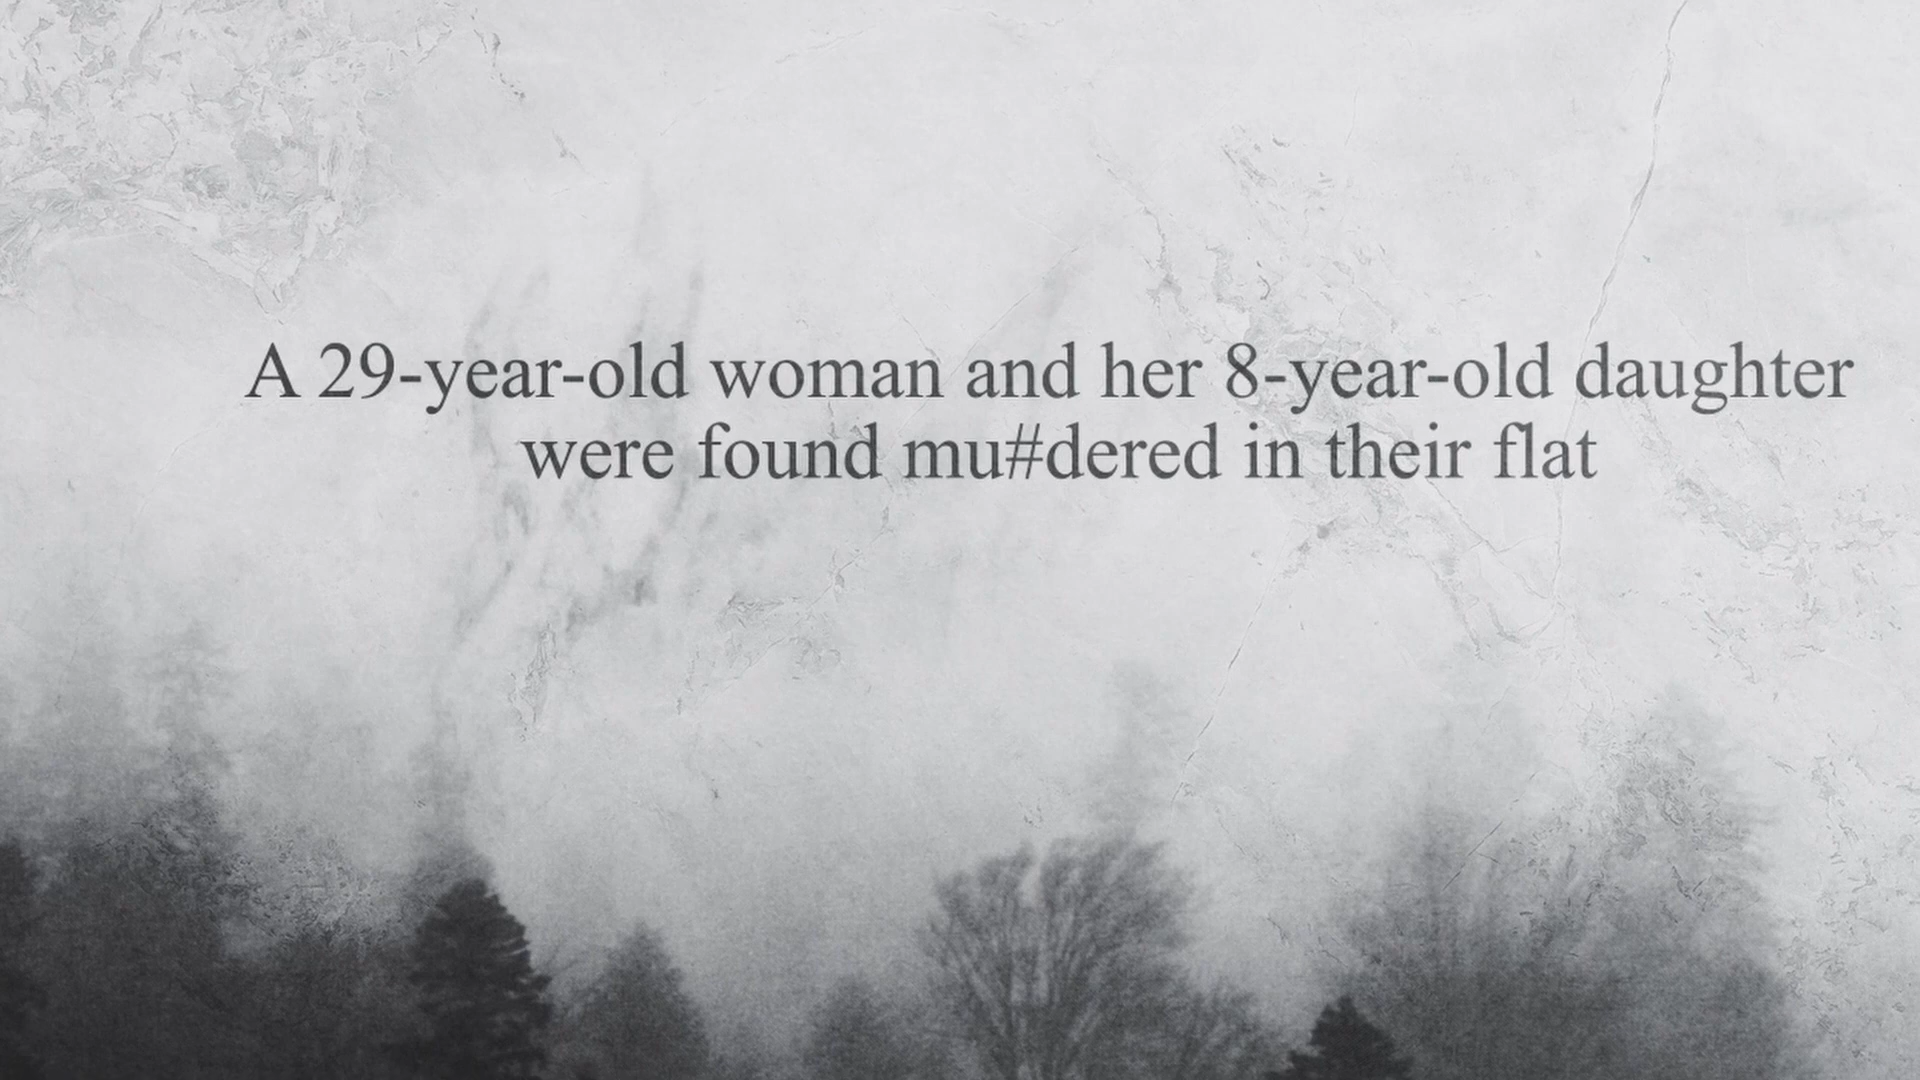 A 29-year-old woman and her 8-year-old daughter
were found mu#dered in their flat